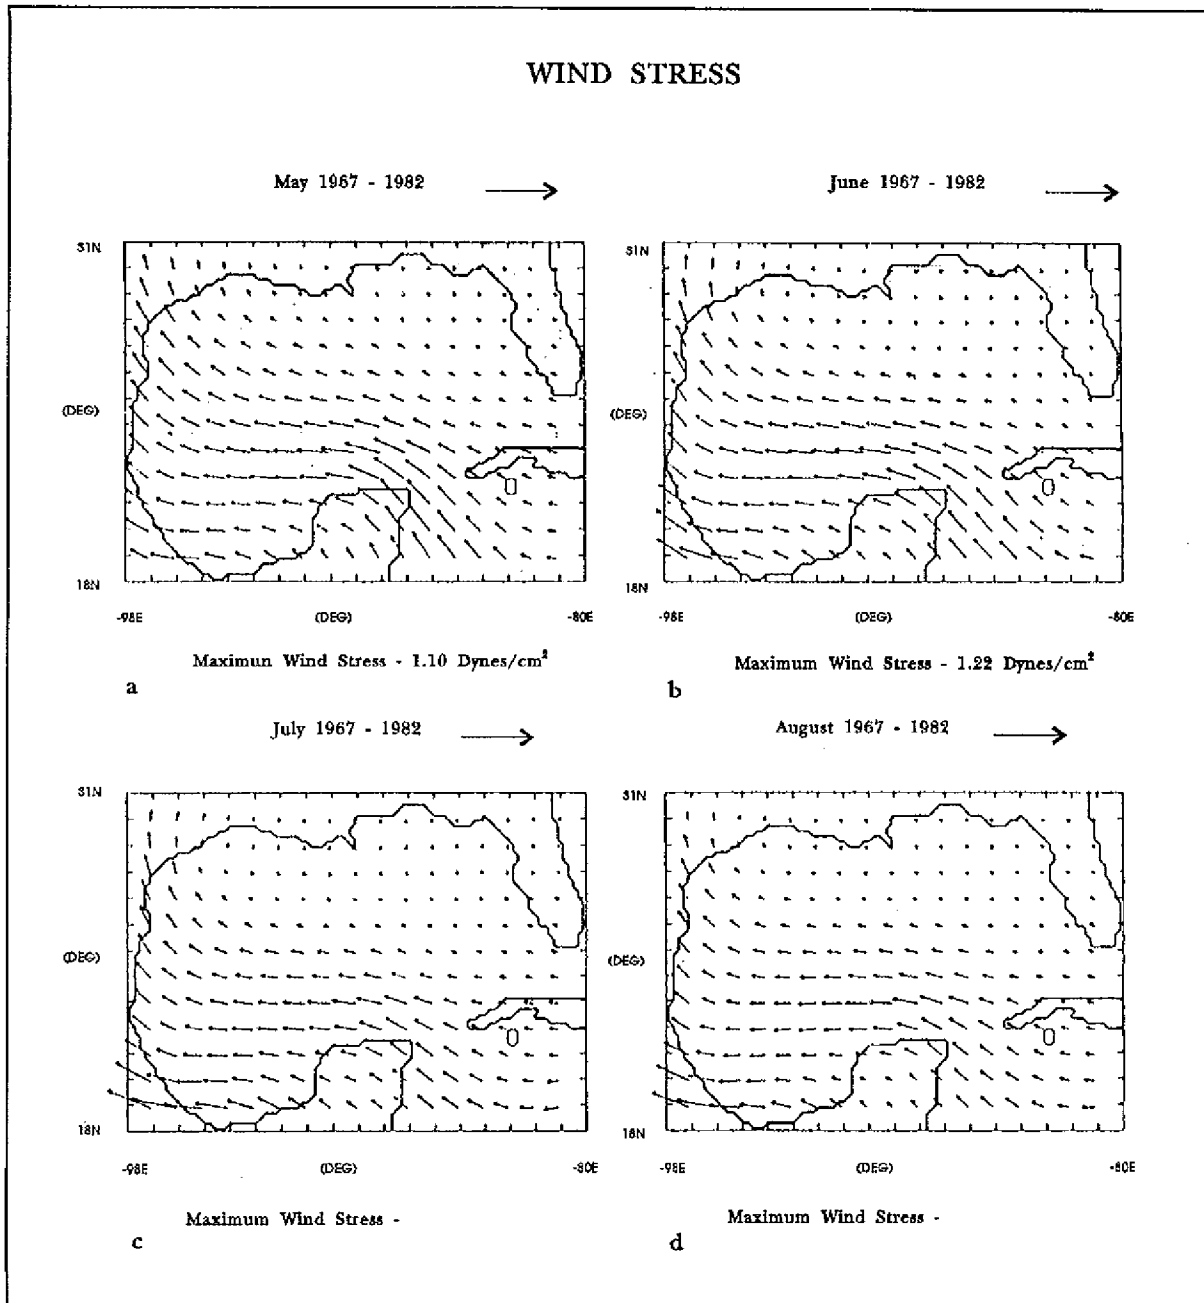 WIND STRESS
May 1967 - 1982
31N
(DEG)
18N
-98E (DEG) -80E
Maximun Wind Stress - 1.10 Dynes/cm²
a
June 1967 - 1982
31N
(DEG)
18N
-98E (DEG) -80E
Maximum Wind Stress - 1.22 Dynes/cm²
b
July 1967 - 1982
31N
(DEG)
18N
-98E (DEG) -80E
Maximum Wind Stress -
c
August 1967 - 1982
31N
(DEG)
18N
-98E (DEG) -80E
Maximum Wind Stress -
d